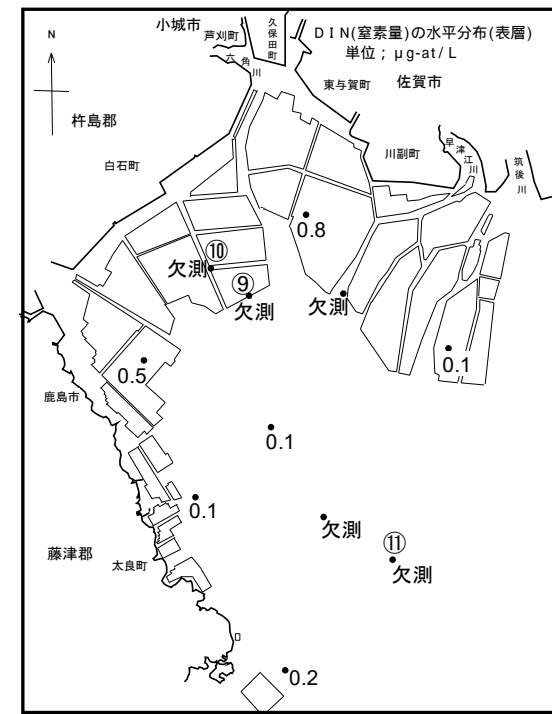 DIN(窒素量)の水平分布(表層)
単位；μg-at/L
N
小城市
芦刈町
久保田町
六角川
東与賀町
佐賀市
杵島郡
白石町
川副町
早津江川
筑後川
0.8
⑩
欠測
⑨
欠測
欠測
0.1
0.5
鹿島市
0.1
0.1
欠測
⑪
欠測
藤津郡
太良町
0.2